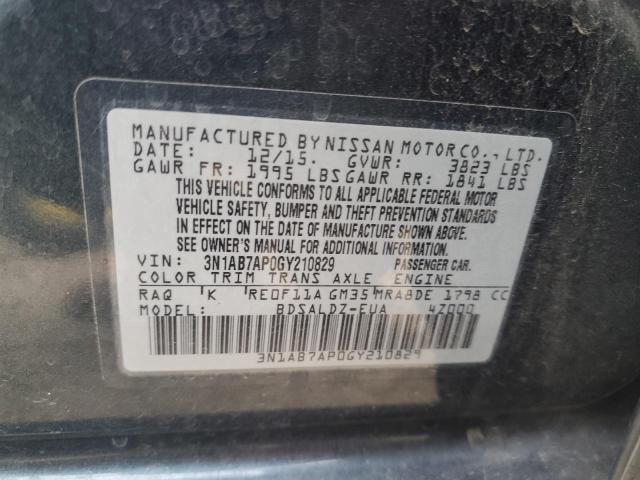 MANUFACTURED BY NISSAN MOTOR CO., LTD.
DATE: 12/15. GVWR: 3823 LBS
GAWR FR: 1995 LBS GAWR RR: 1841 LBS
THIS VEHICLE CONFORMS TO ALL APPLICABLE FEDERAL MOTOR
VEHICLE SAFETY, BUMPER AND THEFT PREVENTION STANDARDS
IN EFFECT ON THE DATE OF MANUFACTURE SHOWN ABOVE.
SEE OWNER'S MANUAL FOR ADDITIONAL INFORMATION.
VIN: 3N1AB7AP0GY210829 PASSENGER CAR.
COLOR TRIM TRANS AXLE ENGINE
RAQ K RE0F11A GM35 MRA8DE 1798 CC
MODEL: BDSALDZ-EUA 4Z000
3N1AB7AP0GY210829